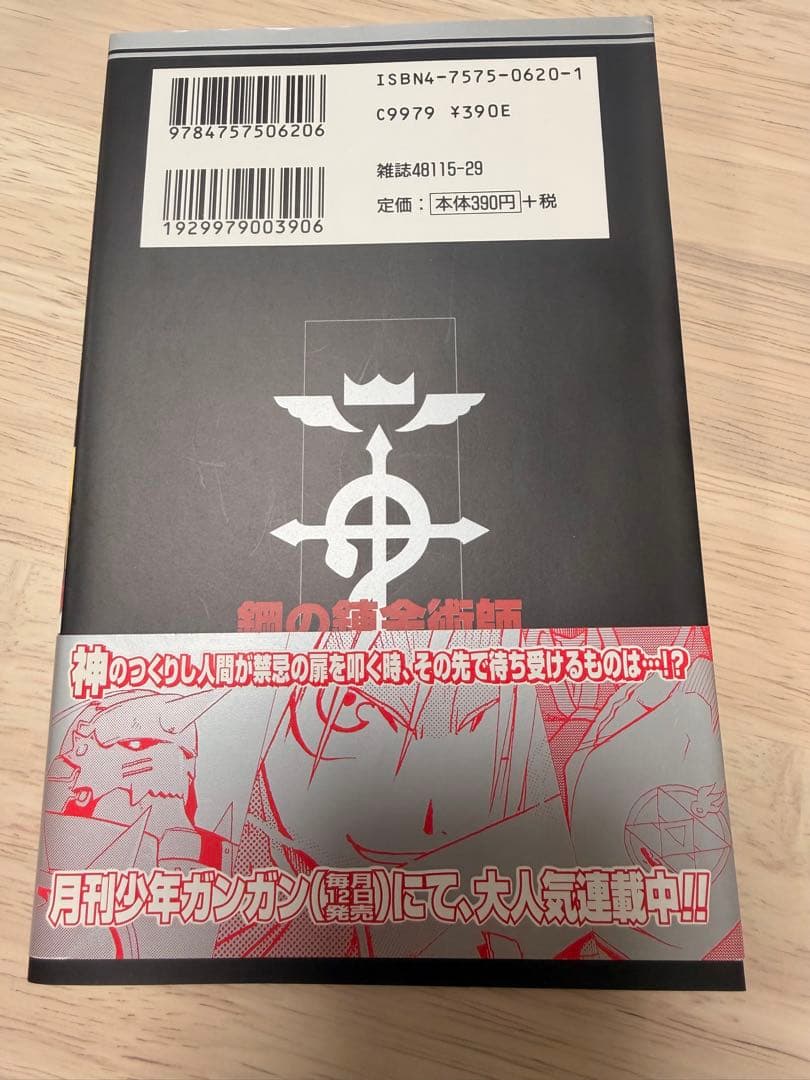 ISBN4-7575-0620-1
C9979 ¥390E
9784757506206
雑誌48115-29
定価：本体390円+税
1929979003906
鋼の錬金術師
神のつくりし人間が禁忌の扉を叩く時、その先で待ち受けるものは…!?
月刊少年ガンガン(毎月12日発売)にて、大人気連載中!!